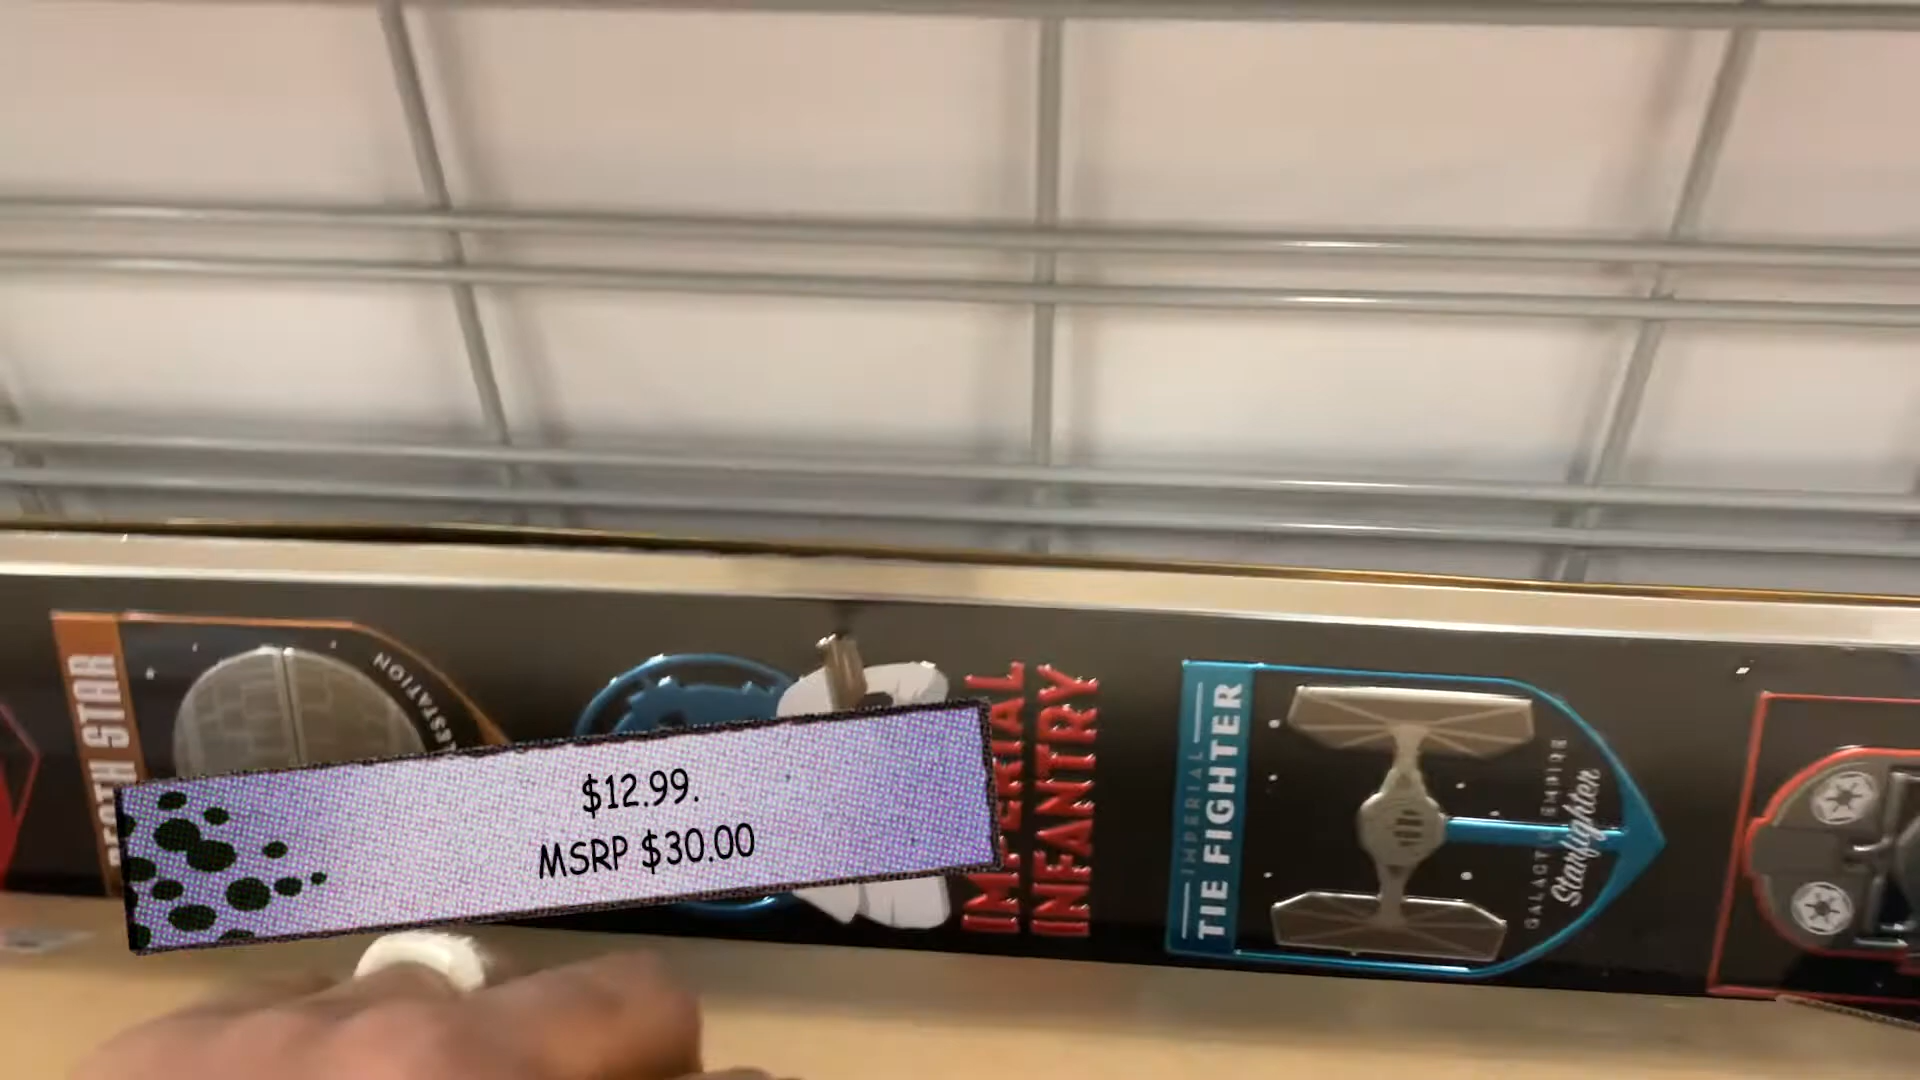 DEATH STAR
$12.99.
MSRP $30.00
IMPERIAL
INFANTRY
IMPERIAL
TIE FIGHTER
GALACTIC EMPIRE
Starfighter